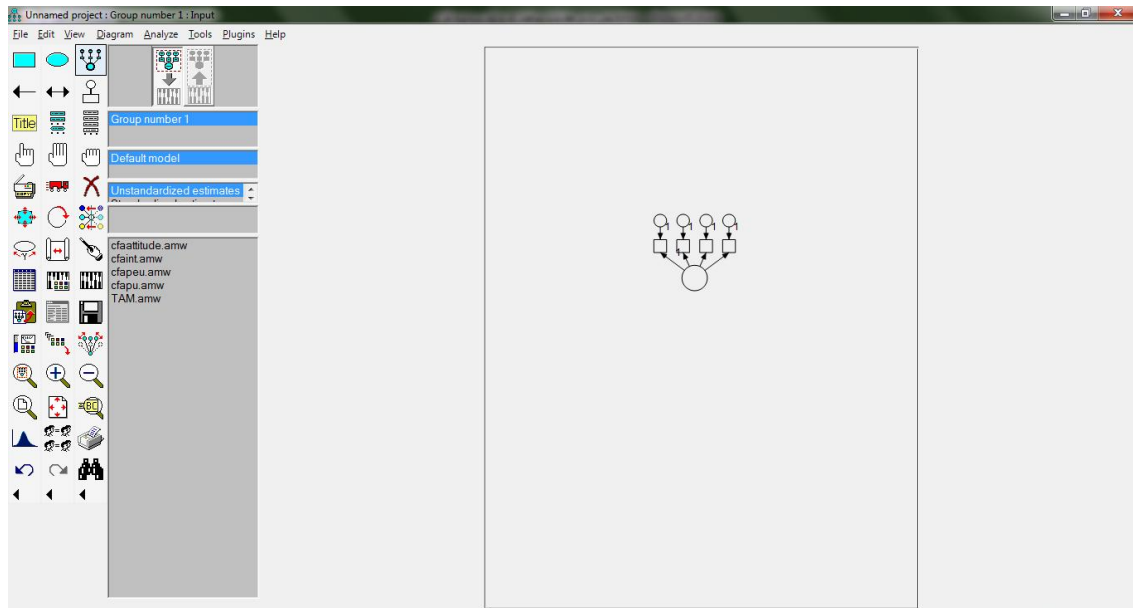 Unnamed project : Group number 1 : Input
File Edit View Diagram Analyze Tools Plugins Help
Title
Group number 1
Default model
Unstandardized estimates
cfaattitude.amw
cfaint.amw
cfapeu.amw
cfapu.amw
TAM.amw
1 1 1 1
1